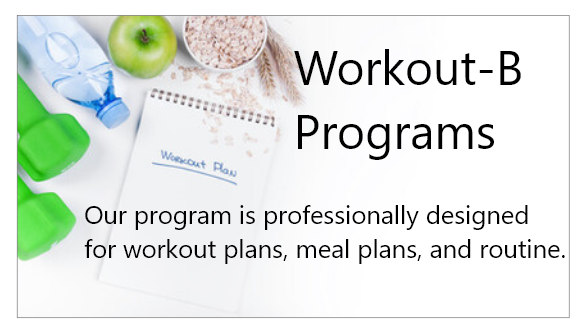 Workout-B
Programs
Workout Plan
Our program is professionally designed
for workout plans, meal plans, and routine.